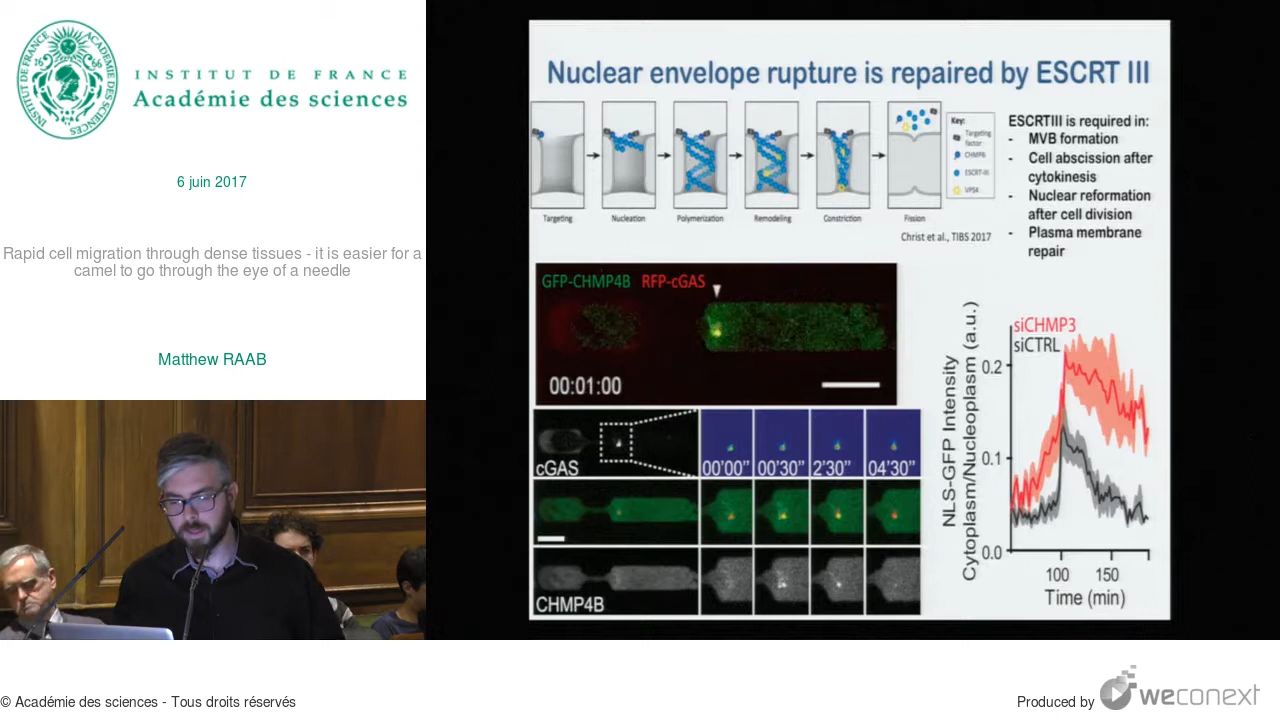 INSTITUT DE FRANCE
Académie des sciences
6 juin 2017
Rapid cell migration through dense tissues - it is easier for a
camel to go through the eye of a needle
Matthew RAAB
Nuclear envelope rupture is repaired by ESCRT III
Targeting
Nucleation
Polymerization
Remodeling
Constriction
Fission
Key:
Targeting
factor
CHMP6
ESCRT-III
VPS4
Christ et al., TIBS 2017
ESCRTIII is required in:
- MVB formation
- Cell abscission after
cytokinesis
- Nuclear reformation
after cell division
- Plasma membrane
repair
GFP-CHMP4B RFP-cGAS
00:01:00
cGAS
00'00"
00'30"
2'30"
04'30"
CHMP4B
NLS-GFP Intensity
Cytoplasm/Nucleoplasm (a.u.)
siCHMP3
siCTRL
0.2
0.1
0.0
100 150
Time (min)
© Académie des sciences - Tous droits réservés
Produced by weconext